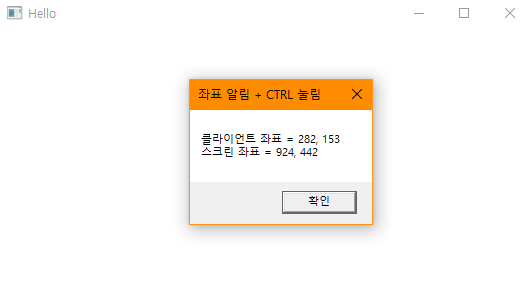 Hello
좌표 알림 + CTRL 눌림
클라이언트 좌표 = 282, 153
스크린 좌표 = 924, 442
확인